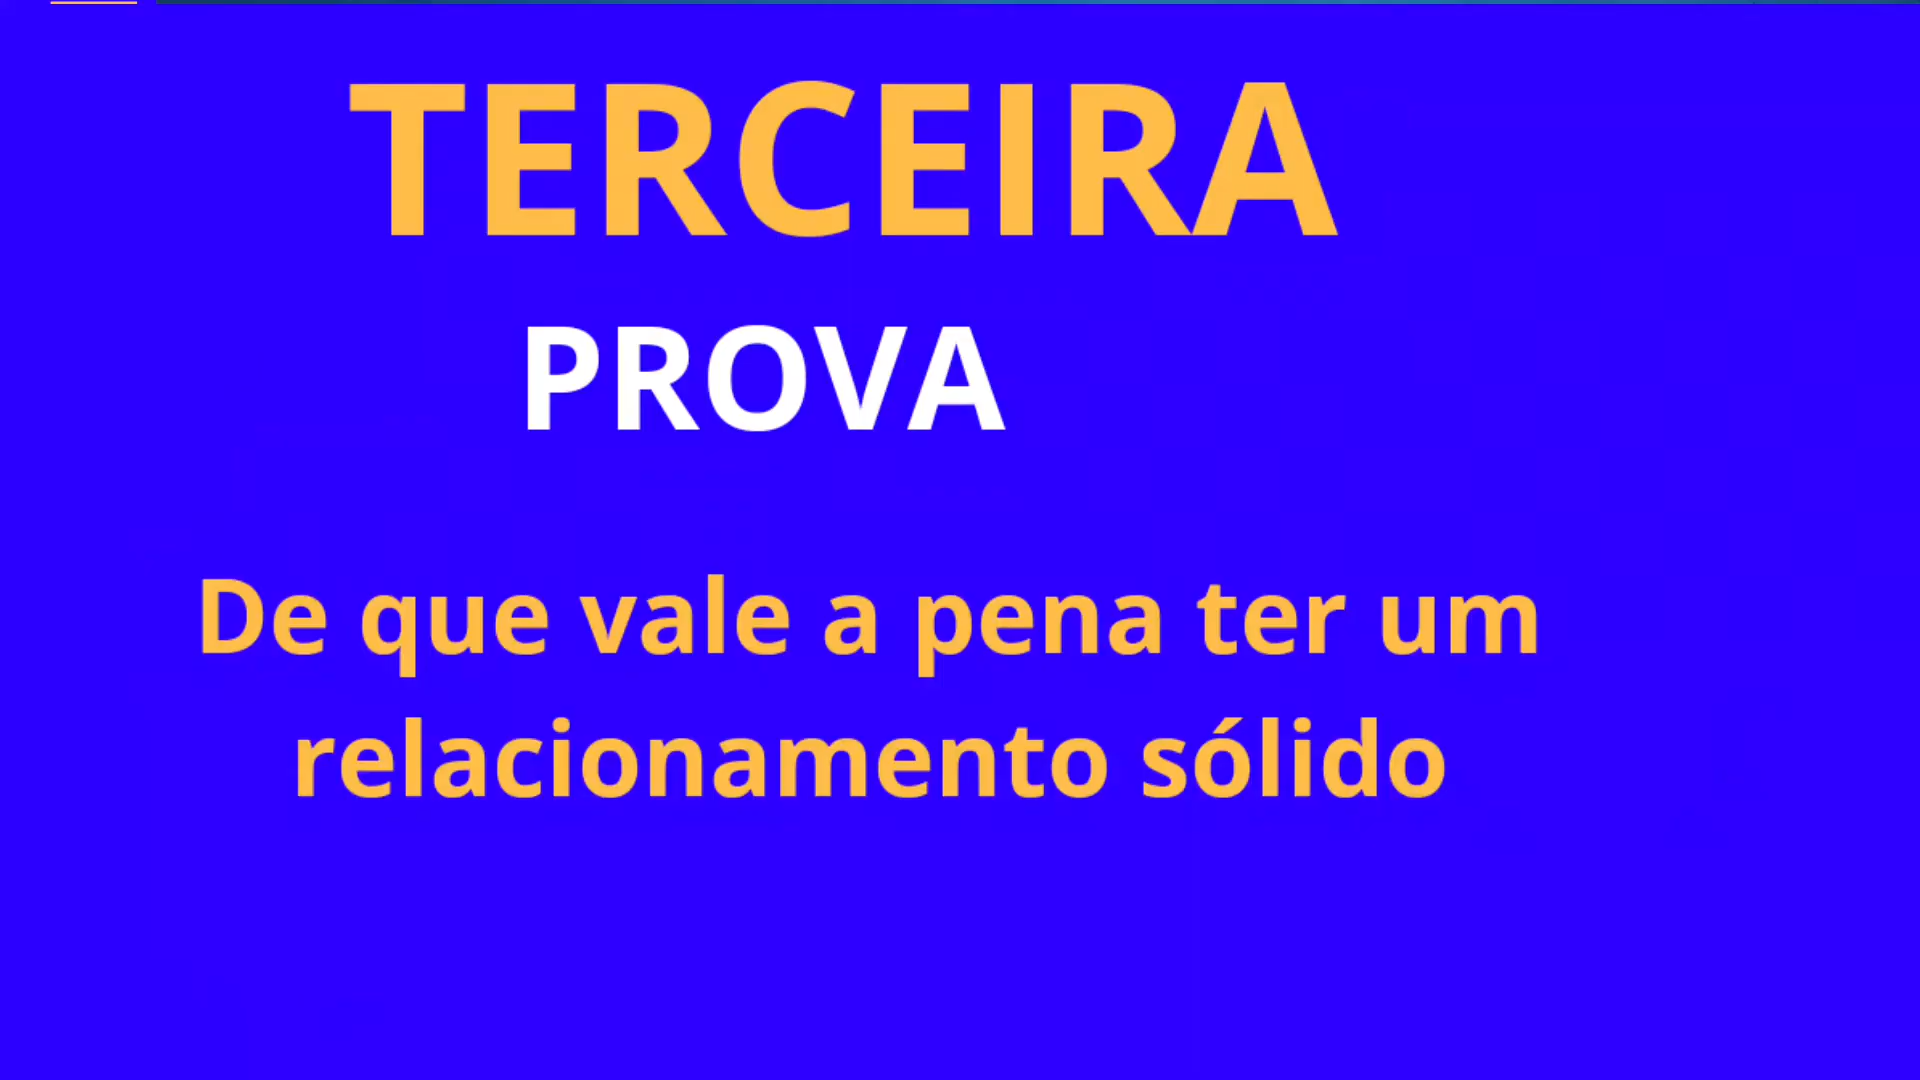 TERCEIRA
PROVA
De que vale a pena ter um
relacionamento sólido